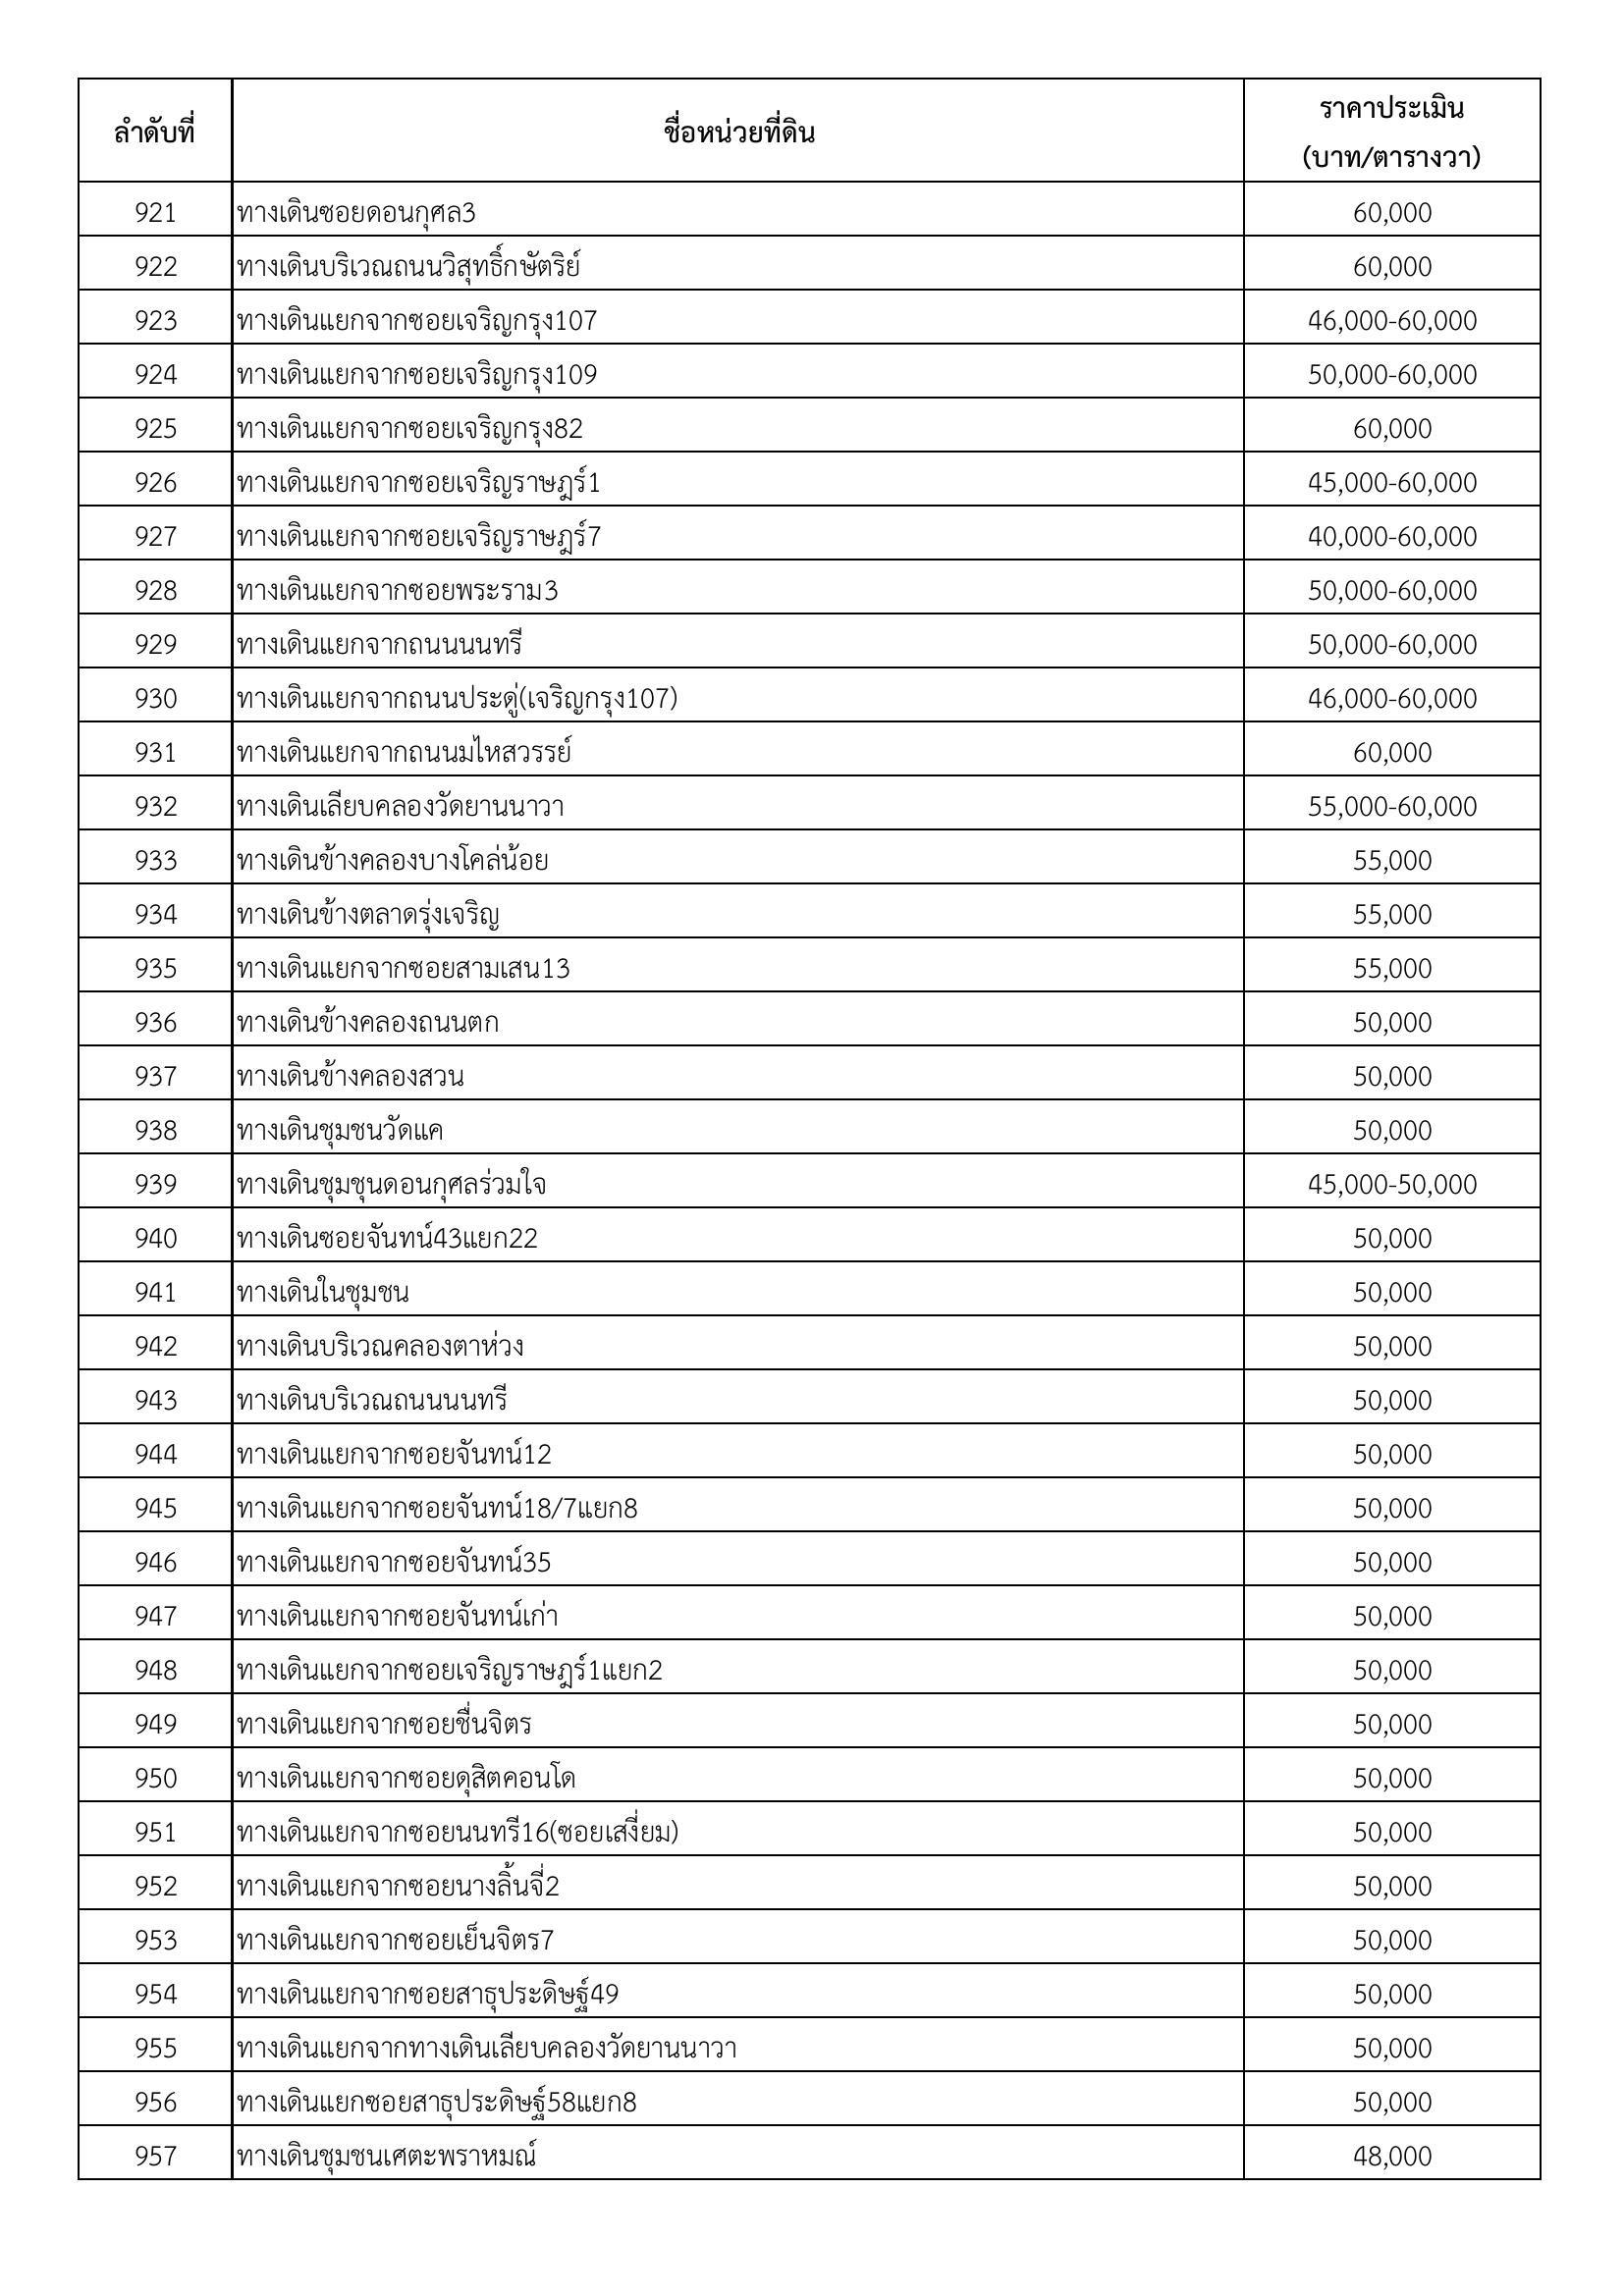 ลำดับที่ ชื่อหน่วยที่ดิน ราคาประเมิน
(บาท/ตารางวา)
921 ทางเดินซอยดอนกุศล3 60,000
922 ทางเดินบริเวณถนนวิสุทธิ์กษัตริย์ 60,000
923 ทางเดินแยกจากซอยเจริญกรุง107 46,000-60,000
924 ทางเดินแยกจากซอยเจริญกรุง109 50,000-60,000
925 ทางเดินแยกจากซอยเจริญกรุง82 60,000
926 ทางเดินแยกจากซอยเจริญราษฎร์1 45,000-60,000
927 ทางเดินแยกจากซอยเจริญราษฎร์7 40,000-60,000
928 ทางเดินแยกจากซอยพระราม3 50,000-60,000
929 ทางเดินแยกจากถนนนนทรี 50,000-60,000
930 ทางเดินแยกจากถนนประดู่(เจริญกรุง107) 46,000-60,000
931 ทางเดินแยกจากถนนมไหสวรรย์ 60,000
932 ทางเดินเลียบคลองวัดยานนาวา 55,000-60,000
933 ทางเดินข้างคลองบางโคล่น้อย 55,000
934 ทางเดินข้างตลาดรุ่งเจริญ 55,000
935 ทางเดินแยกจากซอยสามเสน13 55,000
936 ทางเดินข้างคลองถนนตก 50,000
937 ทางเดินข้างคลองสวน 50,000
938 ทางเดินชุมชนวัดแค 50,000
939 ทางเดินชุมชุนดอนกุศลร่วมใจ 45,000-50,000
940 ทางเดินซอยจันทน์43แยก22 50,000
941 ทางเดินในชุมชน 50,000
942 ทางเดินบริเวณคลองตาห่วง 50,000
943 ทางเดินบริเวณถนนนนทรี 50,000
944 ทางเดินแยกจากซอยจันทน์12 50,000
945 ทางเดินแยกจากซอยจันทน์18/7แยก8 50,000
946 ทางเดินแยกจากซอยจันทน์35 50,000
947 ทางเดินแยกจากซอยจันทน์เก่า 50,000
948 ทางเดินแยกจากซอยเจริญราษฎร์1แยก2 50,000
949 ทางเดินแยกจากซอยชื่นจิตร 50,000
950 ทางเดินแยกจากซอยดุสิตคอนโด 50,000
951 ทางเดินแยกจากซอยนนทรี16(ซอยเสงี่ยม) 50,000
952 ทางเดินแยกจากซอยนางลิ้นจี่2 50,000
953 ทางเดินแยกจากซอยเย็นจิตร7 50,000
954 ทางเดินแยกจากซอยสาธุประดิษฐ์49 50,000
955 ทางเดินแยกจากทางเดินเลียบคลองวัดยานนาวา 50,000
956 ทางเดินแยกซอยสาธุประดิษฐ์58แยก8 50,000
957 ทางเดินชุมชนเศตะพราหมณ์ 48,000